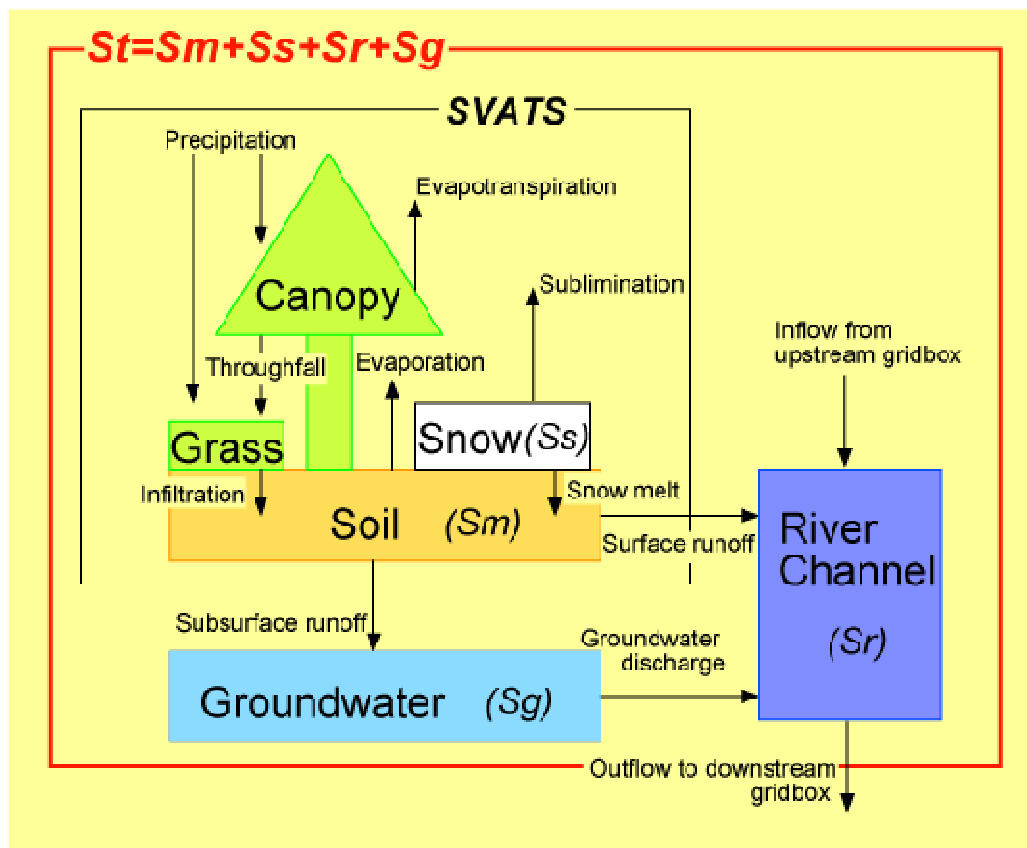 St=Sm+Ss+Sr+Sg
SVATS
Precipitation
Evapotranspiration
Canopy
Sublimination
Inflow from
upstream gridbox
Throughfall
Evaporation
Grass
Snow(Ss)
Infiltration
Snow melt
Soil (Sm)
Surface runoff
River
Channel
(Sr)
Subsurface runoff
Groundwater
discharge
Groundwater (Sg)
Outflow to downstream
gridbox